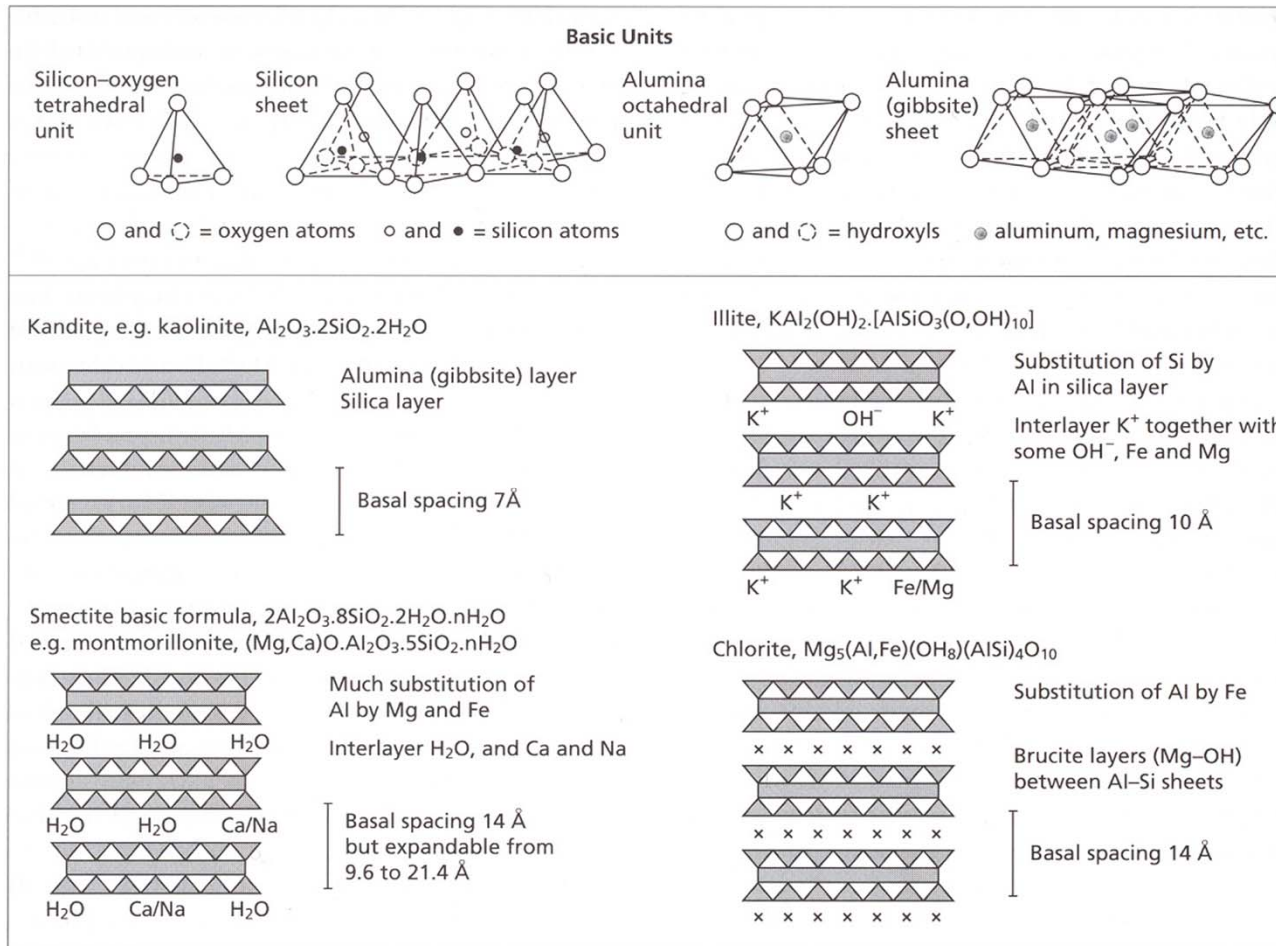 Basic Units
Silicon–oxygen
tetrahedral
unit
Silicon
sheet
Alumina
octahedral
unit
Alumina
(gibbsite)
sheet
○ and ◌ = oxygen atoms ○ and ● = silicon atoms
○ and ◌ = hydroxyls ● aluminum, magnesium, etc.
Kandite, e.g. kaolinite, Al₂O₃.2SiO₂.2H₂O
Alumina (gibbsite) layer
Silica layer
Basal spacing 7Å
Illite, KAl₂(OH)₂.[AlSiO₃(O,OH)₁₀]
Substitution of Si by
Al in silica layer
K⁺ OH⁻ K⁺
Interlayer K⁺ together with
some OH⁻, Fe and Mg
K⁺ K⁺
Basal spacing 10 Å
K⁺ K⁺ Fe/Mg
Smectite basic formula, 2Al₂O₃.8SiO₂.2H₂O.nH₂O
e.g. montmorillonite, (Mg,Ca)O.Al₂O₃.5SiO₂.nH₂O
Much substitution of
Al by Mg and Fe
H₂O H₂O H₂O
Interlayer H₂O, and Ca and Na
H₂O H₂O Ca/Na
Basal spacing 14 Å
but expandable from
9.6 to 21.4 Å
H₂O Ca/Na H₂O
Chlorite, Mg₅(Al,Fe)(OH₈)(AlSi)₄O₁₀
Substitution of Al by Fe
x x x x x x x
Brucite layers (Mg–OH)
between Al–Si sheets
x x x x x x x
Basal spacing 14 Å
x x x x x x x